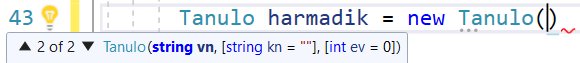 43 Tanulo harmadik = new Tanulo()
▲ 2 of 2 ▼ Tanulo(string vn, [string kn = ""], [int ev = 0])